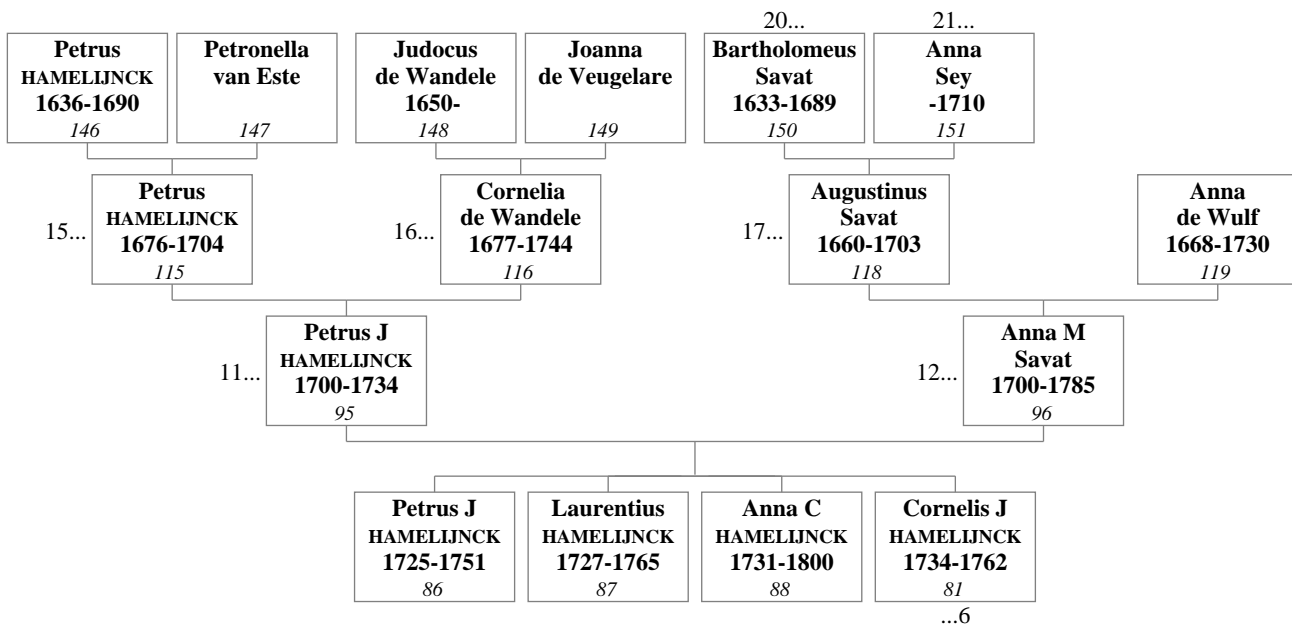 20...
21...
Petrus
HAMELIJNCK
1636-1690
146
Petronella
van Este
147
Judocus
de Wandele
1650-
148
Joanna
de Veugelare
149
Bartholomeus
Savat
1633-1689
150
Anna
Sey
-1710
151
15...
Petrus
HAMELIJNCK
1676-1704
115
16...
Cornelia
de Wandele
1677-1744
116
17...
Augustinus
Savat
1660-1703
118
Anna
de Wulf
1668-1730
119
11...
Petrus J
HAMELIJNCK
1700-1734
95
12...
Anna M
Savat
1700-1785
96
Petrus J
HAMELIJNCK
1725-1751
86
Laurentius
HAMELIJNCK
1727-1765
87
Anna C
HAMELIJNCK
1731-1800
88
Cornelis J
HAMELIJNCK
1734-1762
81
...6